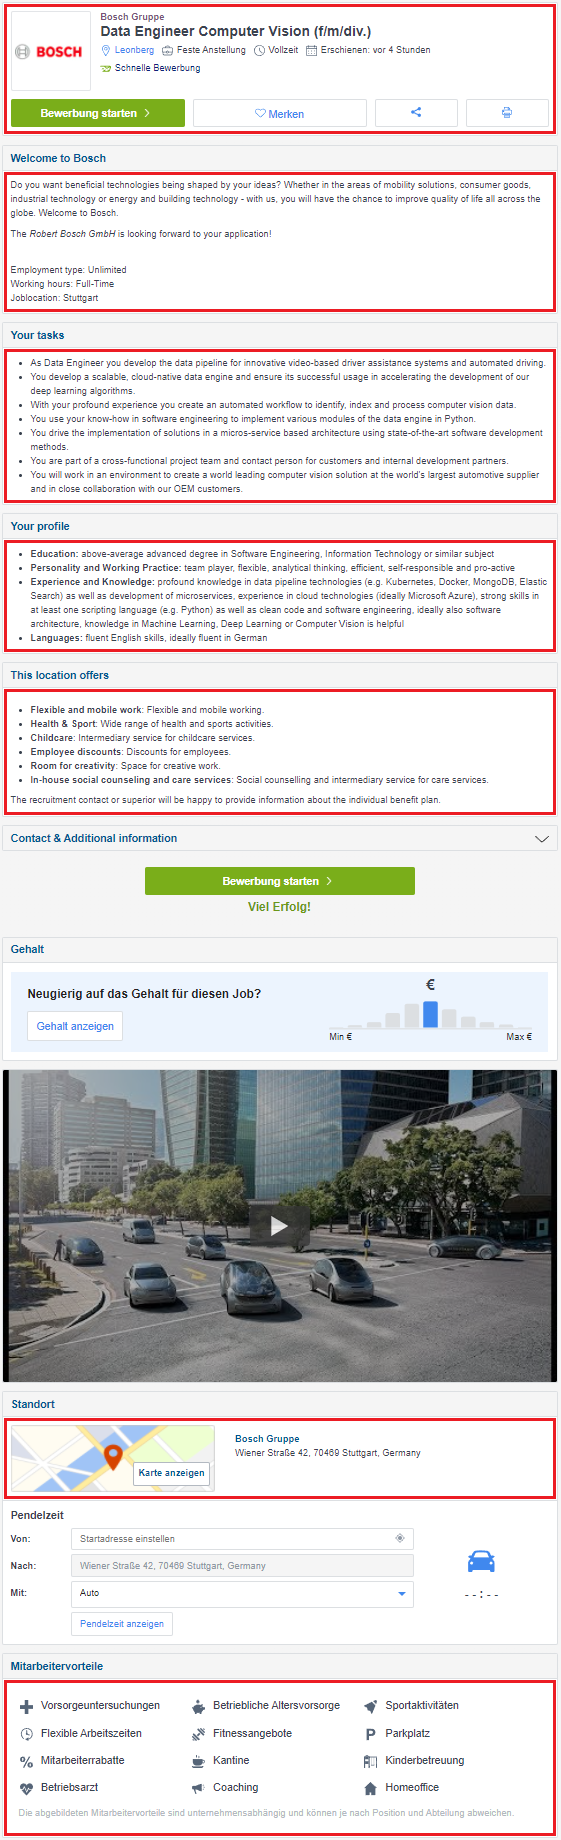 Bosch Gruppe
Data Engineer Computer Vision (f/m/div.)
BOSCH
Leonberg Feste Anstellung Vollzeit Erschienen: vor 4 Stunden
Schnelle Bewerbung
Bewerbung starten
Merken
Welcome to Bosch
Do you want beneficial technologies being shaped by your ideas? Whether in the areas of mobility solutions, consumer goods,
industrial technology or energy and building technology - with us, you will have the chance to improve quality of life all across the
globe. Welcome to Bosch.
The Robert Bosch GmbH is looking forward to your application!
Employment type: Unlimited
Working hours: Full-Time
Joblocation: Stuttgart
Your tasks
• As Data Engineer you develop the data pipeline for innovative video-based driver assistance systems and automated driving.
• You develop a scalable, cloud-native data engine and ensure its successful usage in accelerating the development of our
deep learning algorithms.
• With your profound experience you create an automated workflow to identify, index and process computer vision data.
• You use your know-how in software engineering to implement various modules of the data engine in Python.
• You drive the implementation of solutions in a micros-service based architecture using state-of-the-art software development
methods.
• You are part of a cross-functional project team and contact person for customers and internal development partners.
• You will work in an environment to create a world leading computer vision solution at the world's largest automotive supplier
and in close collaboration with our OEM customers.
Your profile
• Education: above-average advanced degree in Software Engineering, Information Technology or similar subject
• Personality and Working Practice: team player, flexible, analytical thinking, efficient, self-responsible and pro-active
• Experience and Knowledge: profound knowledge in data pipeline technologies (e.g. Kubernetes, Docker, MongoDB, Elastic
Search) as well as development of microservices, experience in cloud technologies (ideally Microsoft Azure), strong skills in
at least one scripting language (e.g. Python) as well as clean code and software engineering, ideally also software
architecture, knowledge in Machine Learning, Deep Learning or Computer Vision is helpful
• Languages: fluent English skills, ideally fluent in German
This location offers
• Flexible and mobile work: Flexible and mobile working.
• Health & Sport: Wide range of health and sports activities.
• Childcare: Intermediary service for childcare services.
• Employee discounts: Discounts for employees.
• Room for creativity: Space for creative work.
• In-house social counseling and care services: Social counselling and intermediary service for care services.
The recruitment contact or superior will be happy to provide information about the individual benefit plan.
Contact & Additional information
Bewerbung starten
Viel Erfolg!
Gehalt
Neugierig auf das Gehalt für diesen Job?
Gehalt anzeigen
€
Min € Max €
Standort
Karte anzeigen
Bosch Gruppe
Wiener Straße 42, 70469 Stuttgart, Germany
Pendelzeit
Von: Startadresse einstellen
Nach: Wiener Straße 42, 70469 Stuttgart, Germany
Mit: Auto
--:--
Pendelzeit anzeigen
Mitarbeitervorteile
Vorsorgeuntersuchungen Betriebliche Altersvorsorge Sportaktivitäten
Flexible Arbeitszeiten Fitnessangebote Parkplatz
Mitarbeiterrabatte Kantine Kinderbetreuung
Betriebsarzt Coaching Homeoffice
Die abgebildeten Mitarbeitervorteile sind unternehmensabhängig und können je nach Position und Abteilung abweichen.